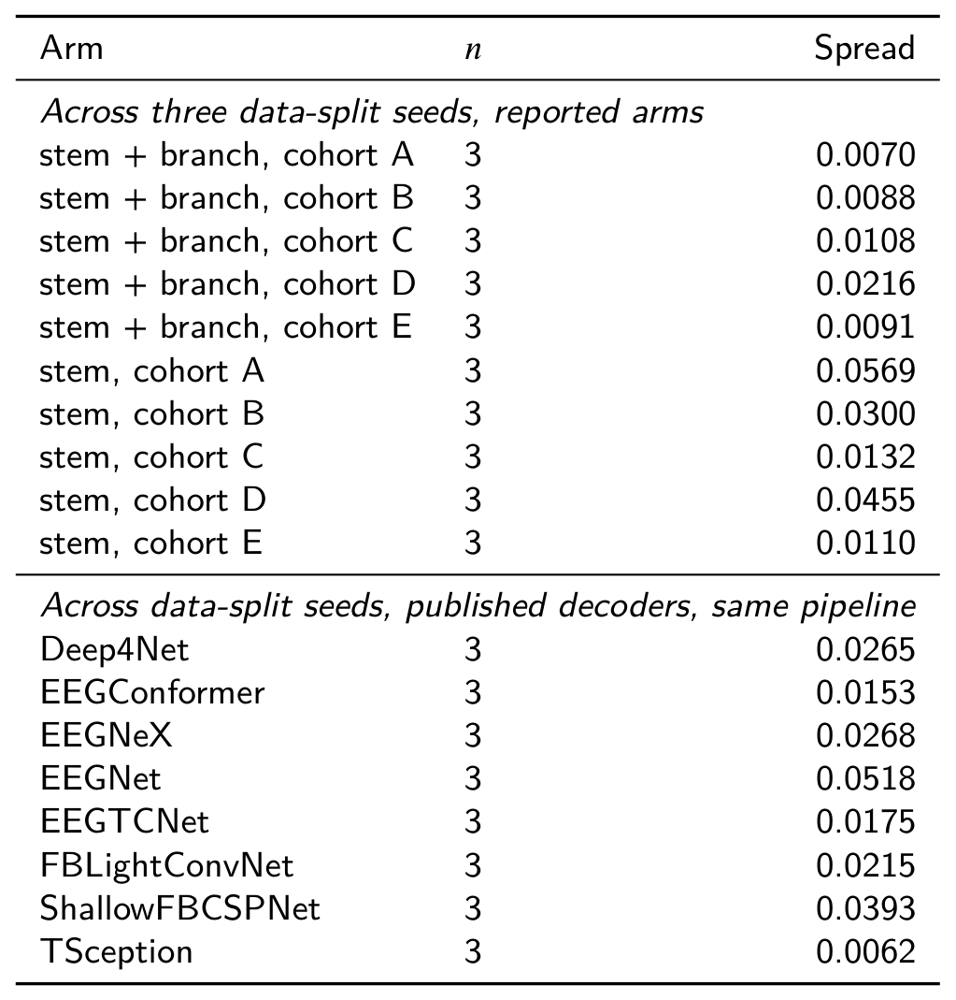 Arm n Spread
Across three data-split seeds, reported arms
stem + branch, cohort A 3 0.0070
stem + branch, cohort B 3 0.0088
stem + branch, cohort C 3 0.0108
stem + branch, cohort D 3 0.0216
stem + branch, cohort E 3 0.0091
stem, cohort A 3 0.0569
stem, cohort B 3 0.0300
stem, cohort C 3 0.0132
stem, cohort D 3 0.0455
stem, cohort E 3 0.0110
Across data-split seeds, published decoders, same pipeline
Deep4Net 3 0.0265
EEGConformer 3 0.0153
EEGNeX 3 0.0268
EEGNet 3 0.0518
EEGTCNet 3 0.0175
FBLightConvNet 3 0.0215
ShallowFBCSPNet 3 0.0393
TSception 3 0.0062